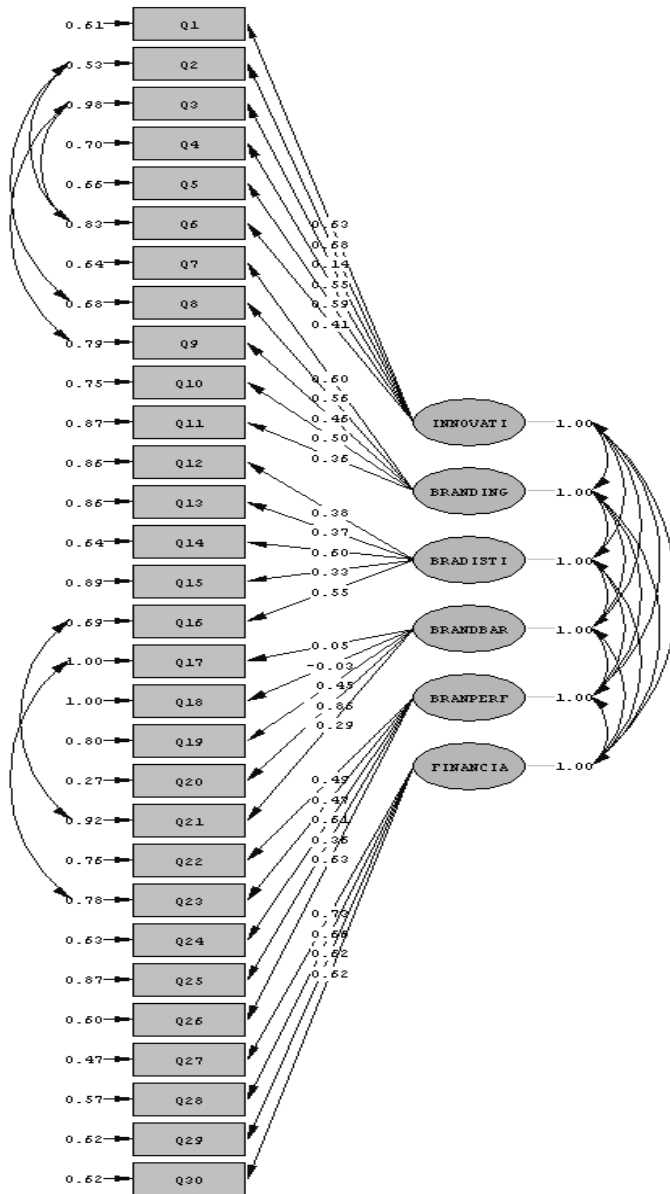 0.61 Q1
0.53 Q2
0.98 Q3
0.70 Q4
0.66 Q5
0.83 Q6
0.64 Q7
0.68 Q8
0.79 Q9
0.75 Q10
0.87 Q11
0.86 Q12
0.86 Q13
0.64 Q14
0.89 Q15
0.69 Q16
1.00 Q17
1.00 Q18
0.80 Q19
0.27 Q20
0.92 Q21
0.76 Q22
0.78 Q23
0.63 Q24
0.87 Q25
0.60 Q26
0.47 Q27
0.57 Q28
0.62 Q29
0.62 Q30
0.63
0.68
0.14
0.55
0.59
0.41
0.60
0.56
0.46
0.50
0.36
0.38
0.37
0.60
0.33
0.55
0.05
-0.03
0.45
0.86
0.29
0.49
0.47
0.61
0.36
0.63
0.73
0.66
0.62
0.62
INNOVATI 1.00
BRANDING 1.00
BRADISTI 1.00
BRANDBAR 1.00
BRANPERF 1.00
FINANCIA 1.00